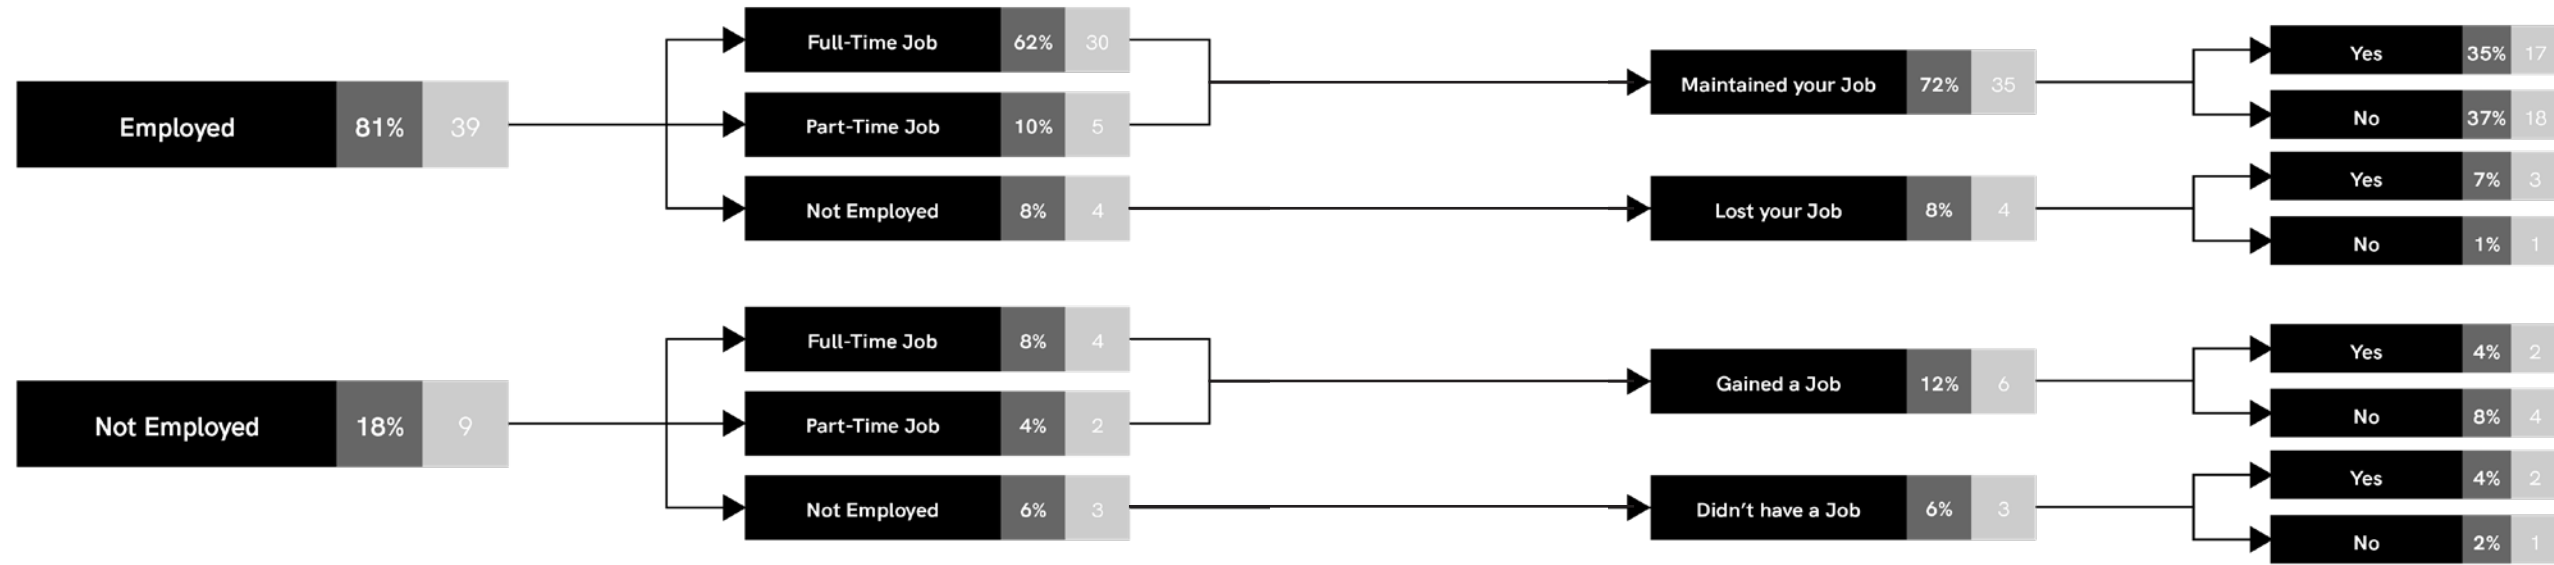 Employed 81% 39
Full-Time Job 62% 30
Part-Time Job 10% 5
Not Employed 8% 4
Maintained your Job 72% 35
Lost your Job 8% 4
Yes 35% 17
No 37% 18
Yes 7% 3
No 1% 1
Not Employed 18% 9
Full-Time Job 8% 4
Part-Time Job 4% 2
Not Employed 6% 3
Gained a Job 12% 6
Didn't have a Job 6% 3
Yes 4% 2
No 8% 4
Yes 4% 2
No 2% 1